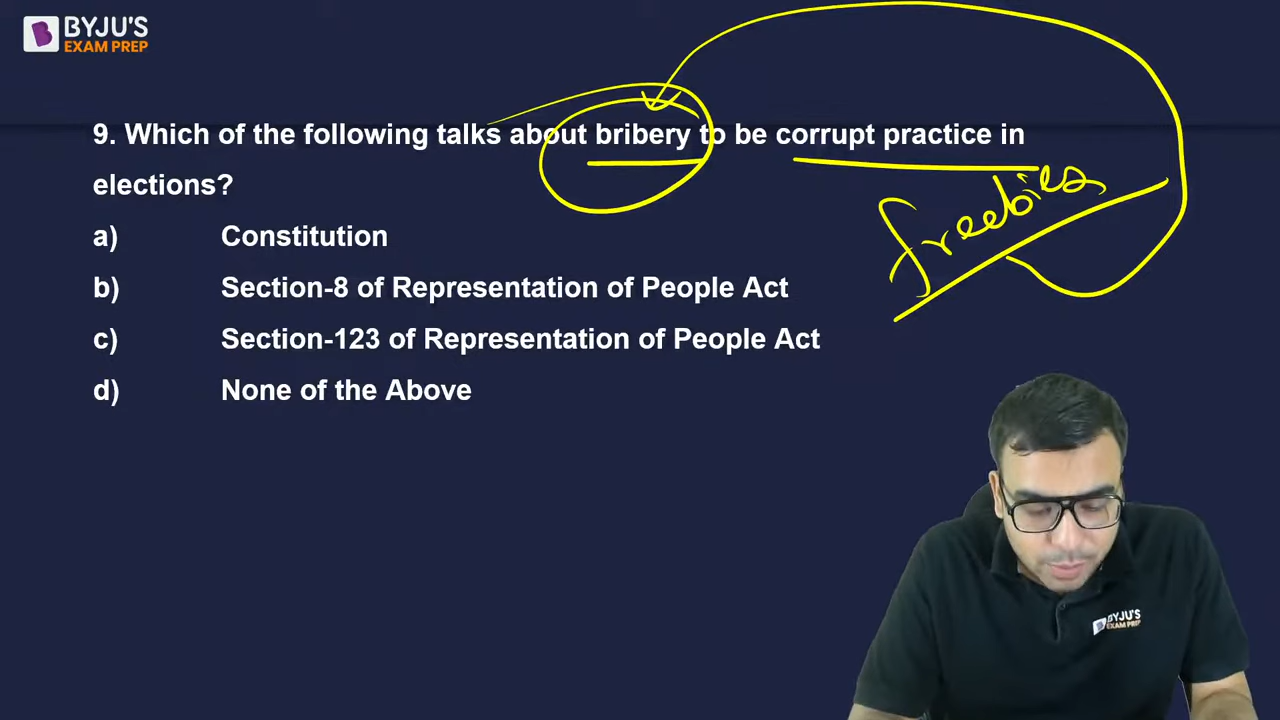 BYJU'S
EXAM PREP
9. Which of the following talks about bribery to be corrupt practice in
elections?
freebies
a) Constitution
b) Section-8 of Representation of People Act
c) Section-123 of Representation of People Act
d) None of the Above
BYJU'S
EXAM PREP